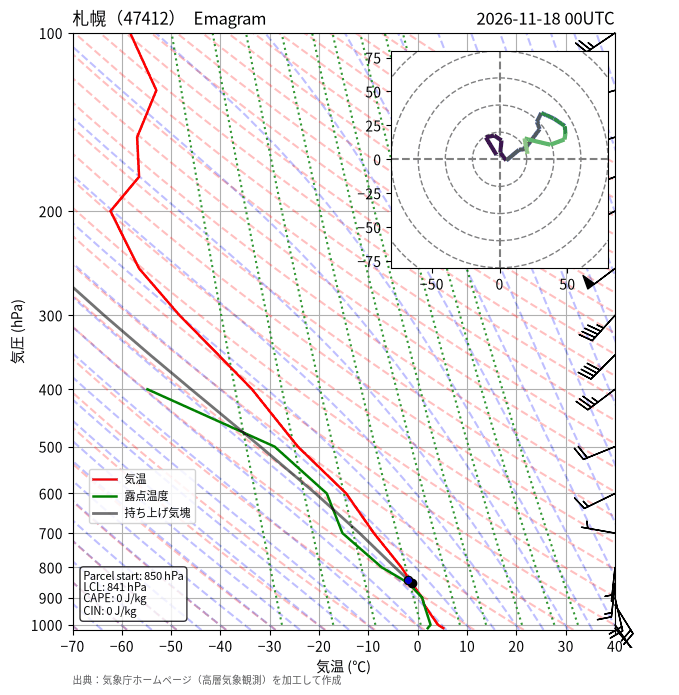 札幌（47412） Emagram
2026-11-18 00UTC
100
200
300
400
500
600
700
800
900
1000
気圧 (hPa)
75
50
25
0
−25
−50
−75
−50
0
50
気温
露点温度
持ち上げ気塊
Parcel start: 850 hPa
LCL: 841 hPa
CAPE: 0 J/kg
CIN: 0 J/kg
−70
−60
−50
−40
−30
−20
−10
0
10
20
30
40
気温 (℃)
出典：気象庁ホームページ（高層気象観測）を加工して作成